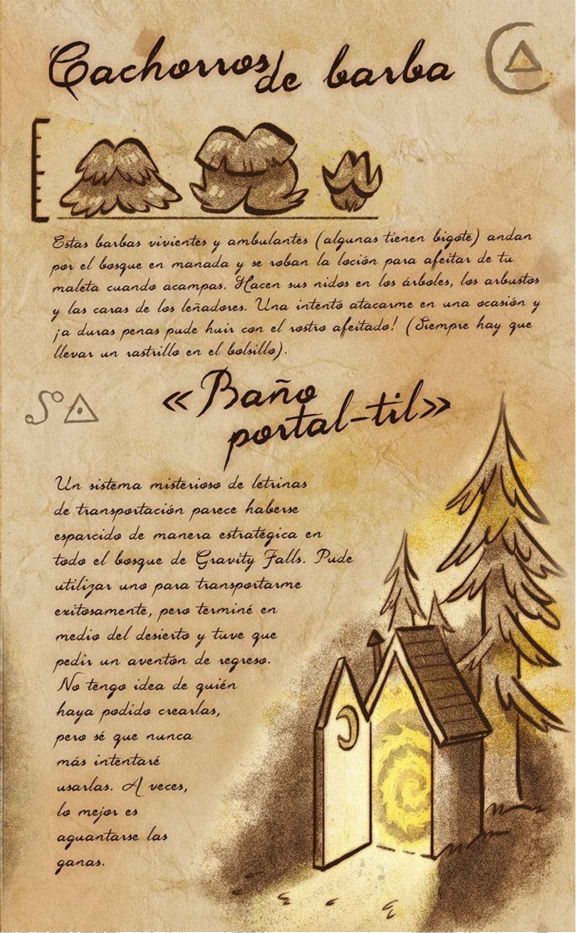 Cachorros de barba
Estas barbas vivientes y ambulantes (algunas tienen bigote) andan
por el bosque en manada y se roban la loción para afeitar de tu
maleta cuando acampas. Hacen sus nidos en los árboles, los arbustos
y las caras de los leñadores. Una intentó atacarme en una ocasión y
¡a duras penas pude huir con el rostro afeitado! (Siempre hay que
llevar un rastrillo en el bolsillo).
«Baño
portal-til»
Un sistema misterioso de letrinas
de transportación parece haberse
esparcido de manera estratégica en
todo el bosque de Gravity Falls. Pude
utilizar uno para transportarme
exitosamente, pero terminé en
medio del desierto y tuve que
pedir un aventón de regreso.
No tengo idea de quién
haya podido crearlas,
pero sé que nunca
más intentaré
usarlas. A veces,
lo mejor es
aguantarse las
ganas.